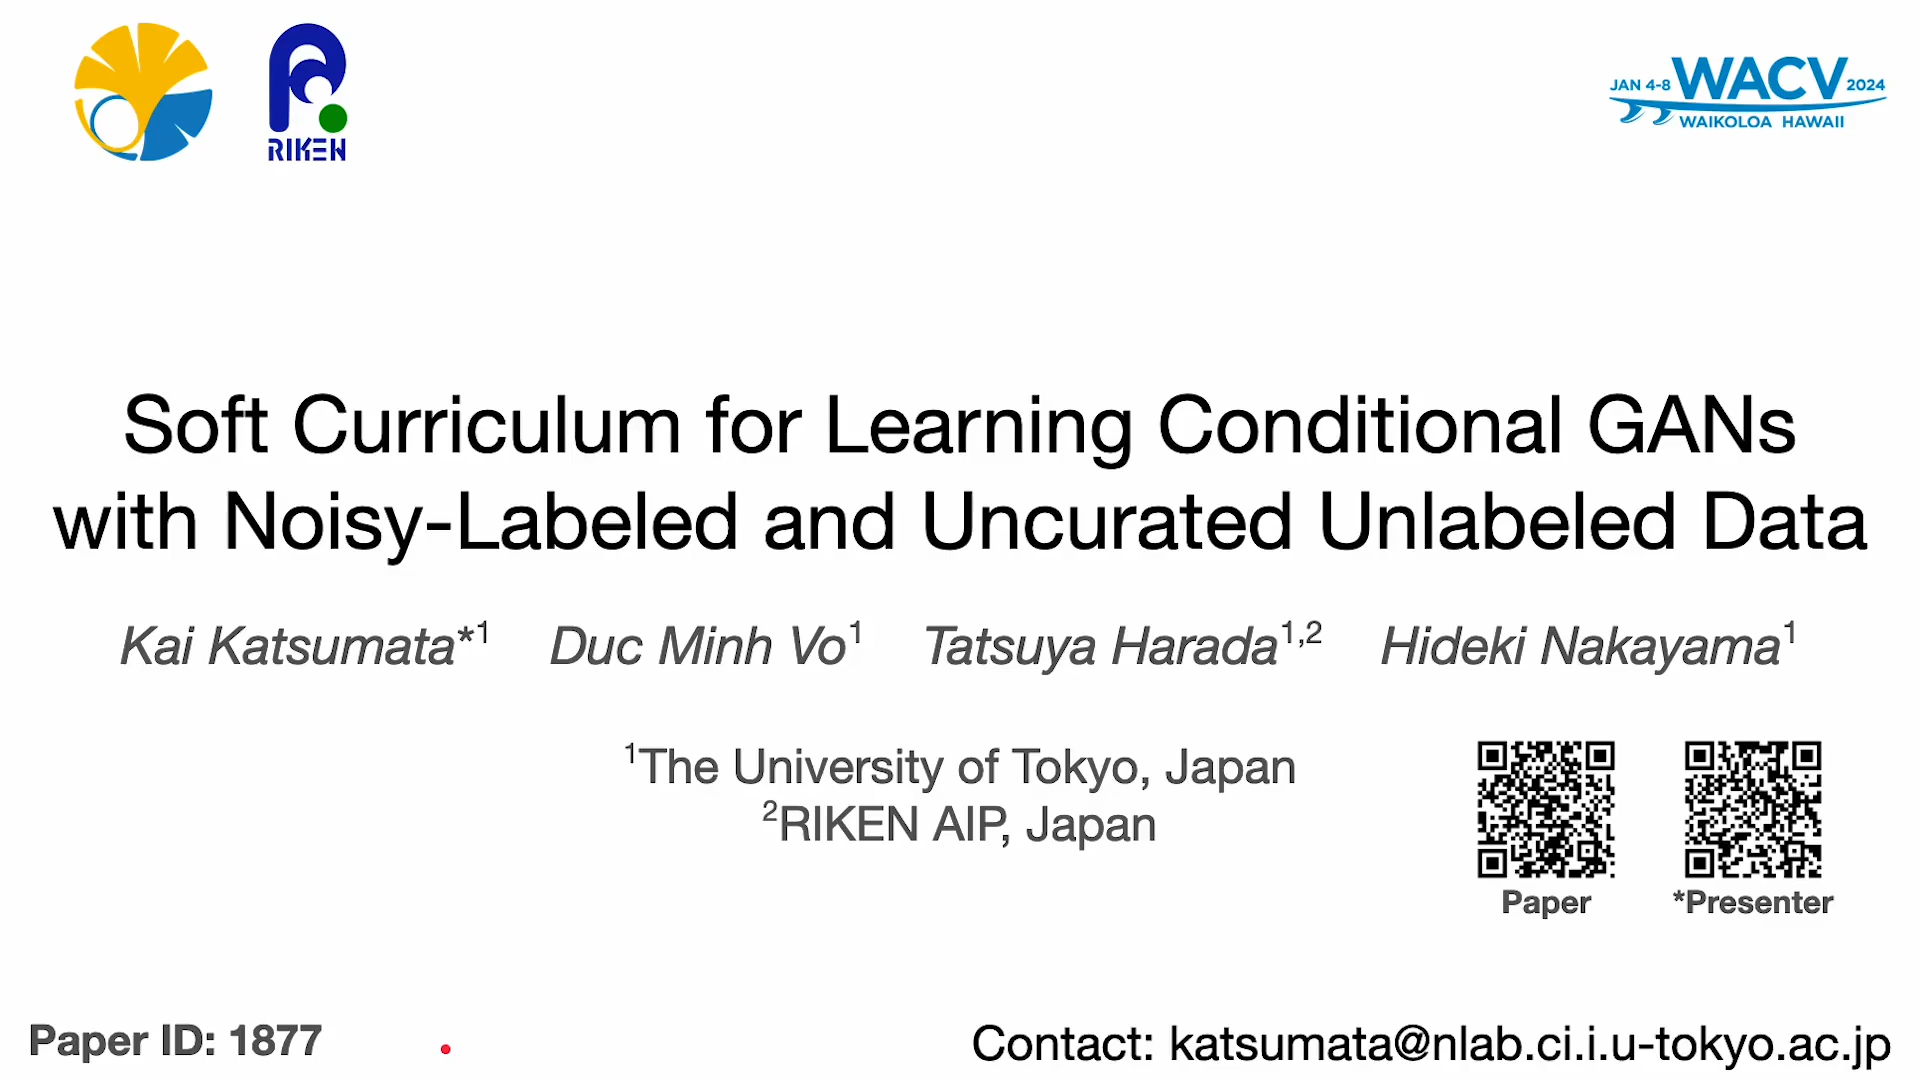 RIKEN
JAN 4-8 WACV 2024
WAIKOLOA HAWAII
Soft Curriculum for Learning Conditional GANs
with Noisy-Labeled and Uncurated Unlabeled Data
Kai Katsumata*1 Duc Minh Vo1 Tatsuya Harada1,2 Hideki Nakayama1
1The University of Tokyo, Japan
2RIKEN AIP, Japan
Paper *Presenter
Paper ID: 1877 Contact: katsumata@nlab.ci.i.u-tokyo.ac.jp